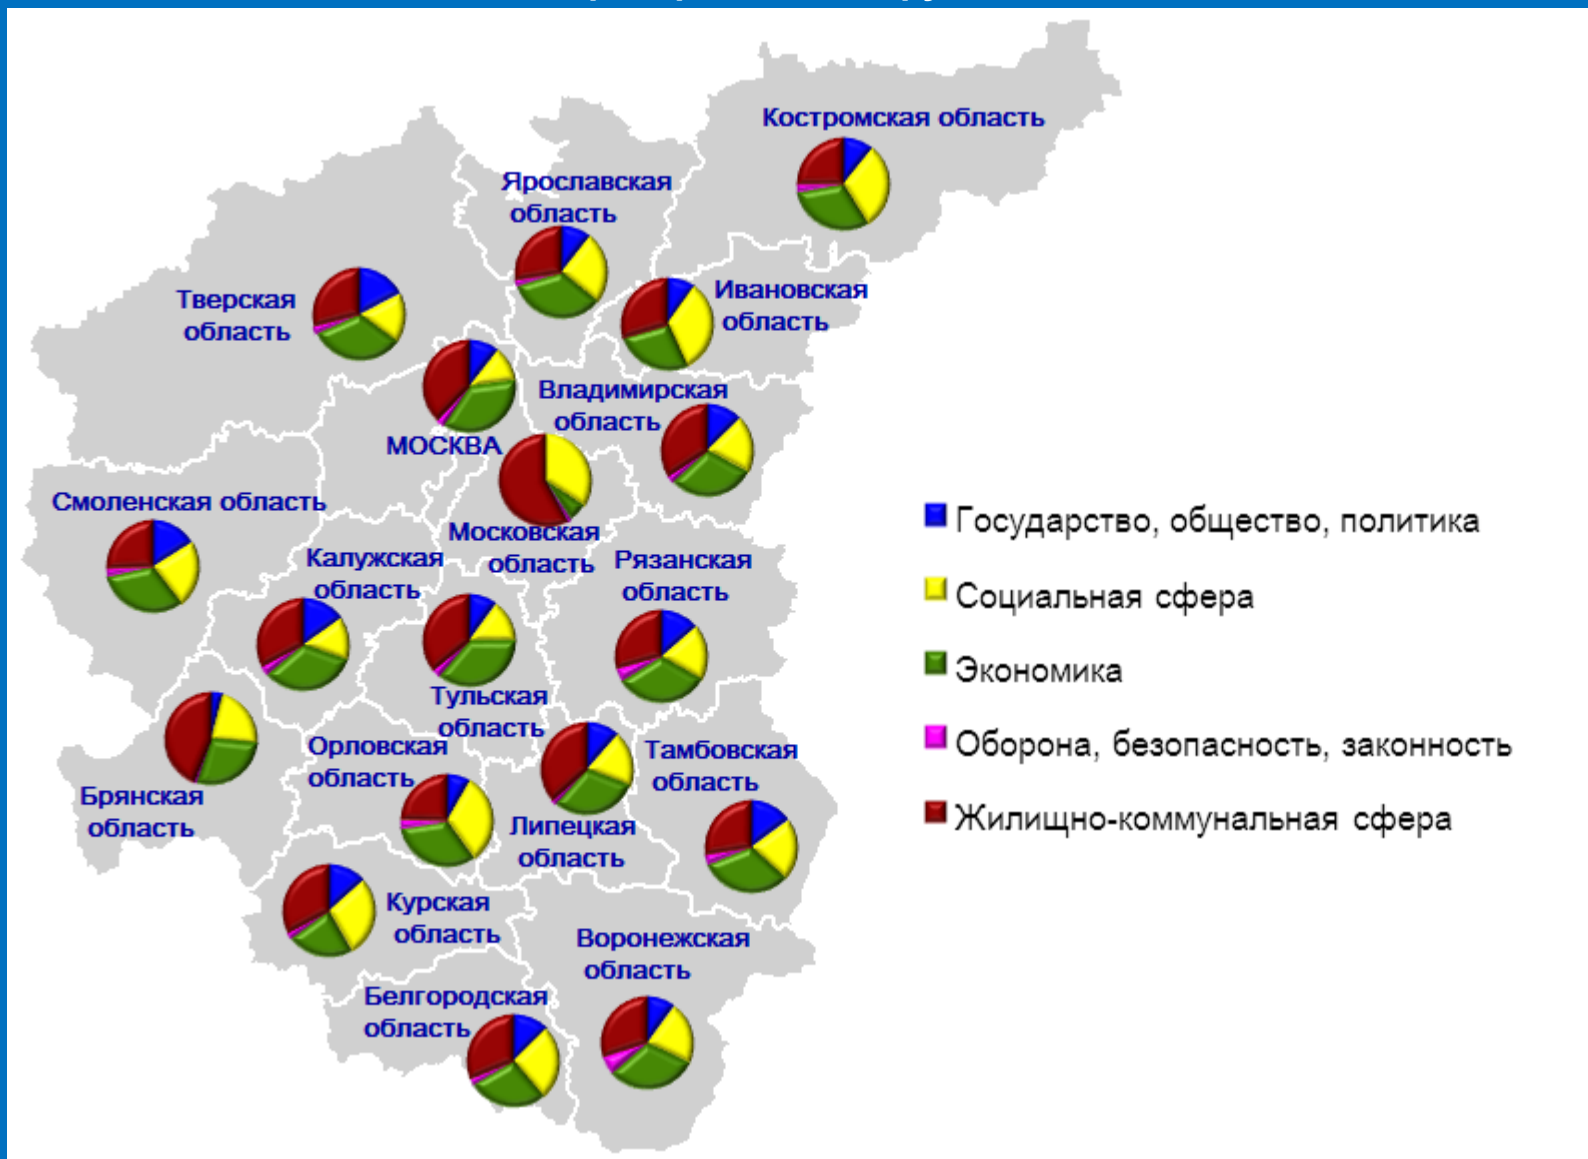 Костромская область
Ярославская
область
Ивановская
область
Тверская
область
Владимирская
область
МОСКВА
Смоленская область
Московская
область
Калужская
область
Рязанская
область
Тульская
область
Орловская
область
Тамбовская
область
Брянская
область
Липецкая
область
Курская
область
Воронежская
область
Белгородская
область
Государство, общество, политика
Социальная сфера
Экономика
Оборона, безопасность, законность
Жилищно-коммунальная сфера